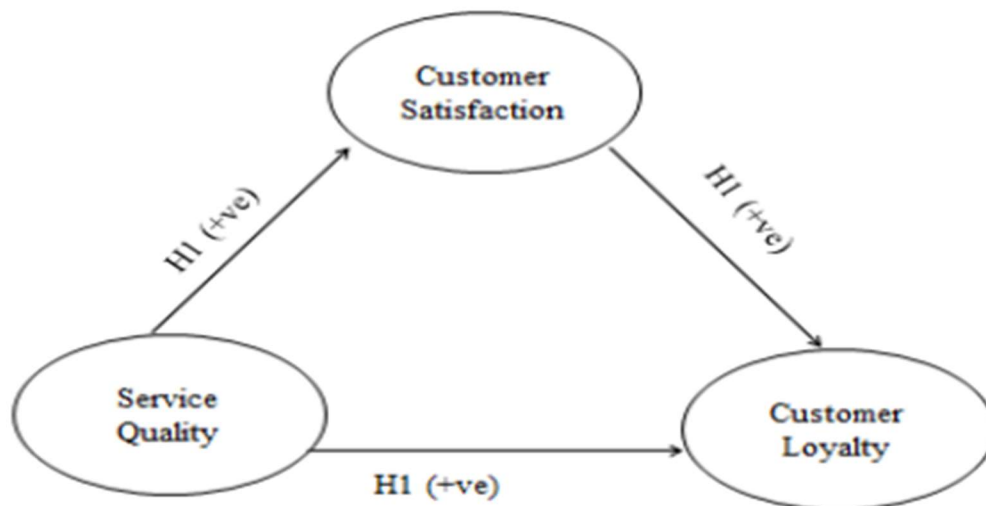 Customer
Satisfaction
H1 (+ve)
H1 (+ve)
Service
Quality
Customer
Loyalty
H1 (+ve)